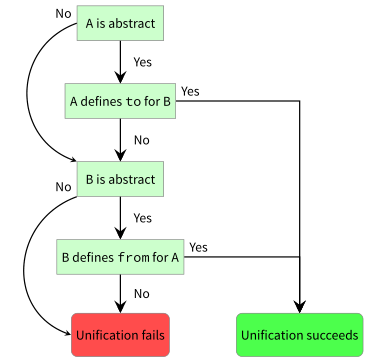 No
A is abstract
Yes
A defines to for B
Yes
No
B is abstract
No
Yes
B defines from for A
Yes
No
Unification fails
Unification succeeds